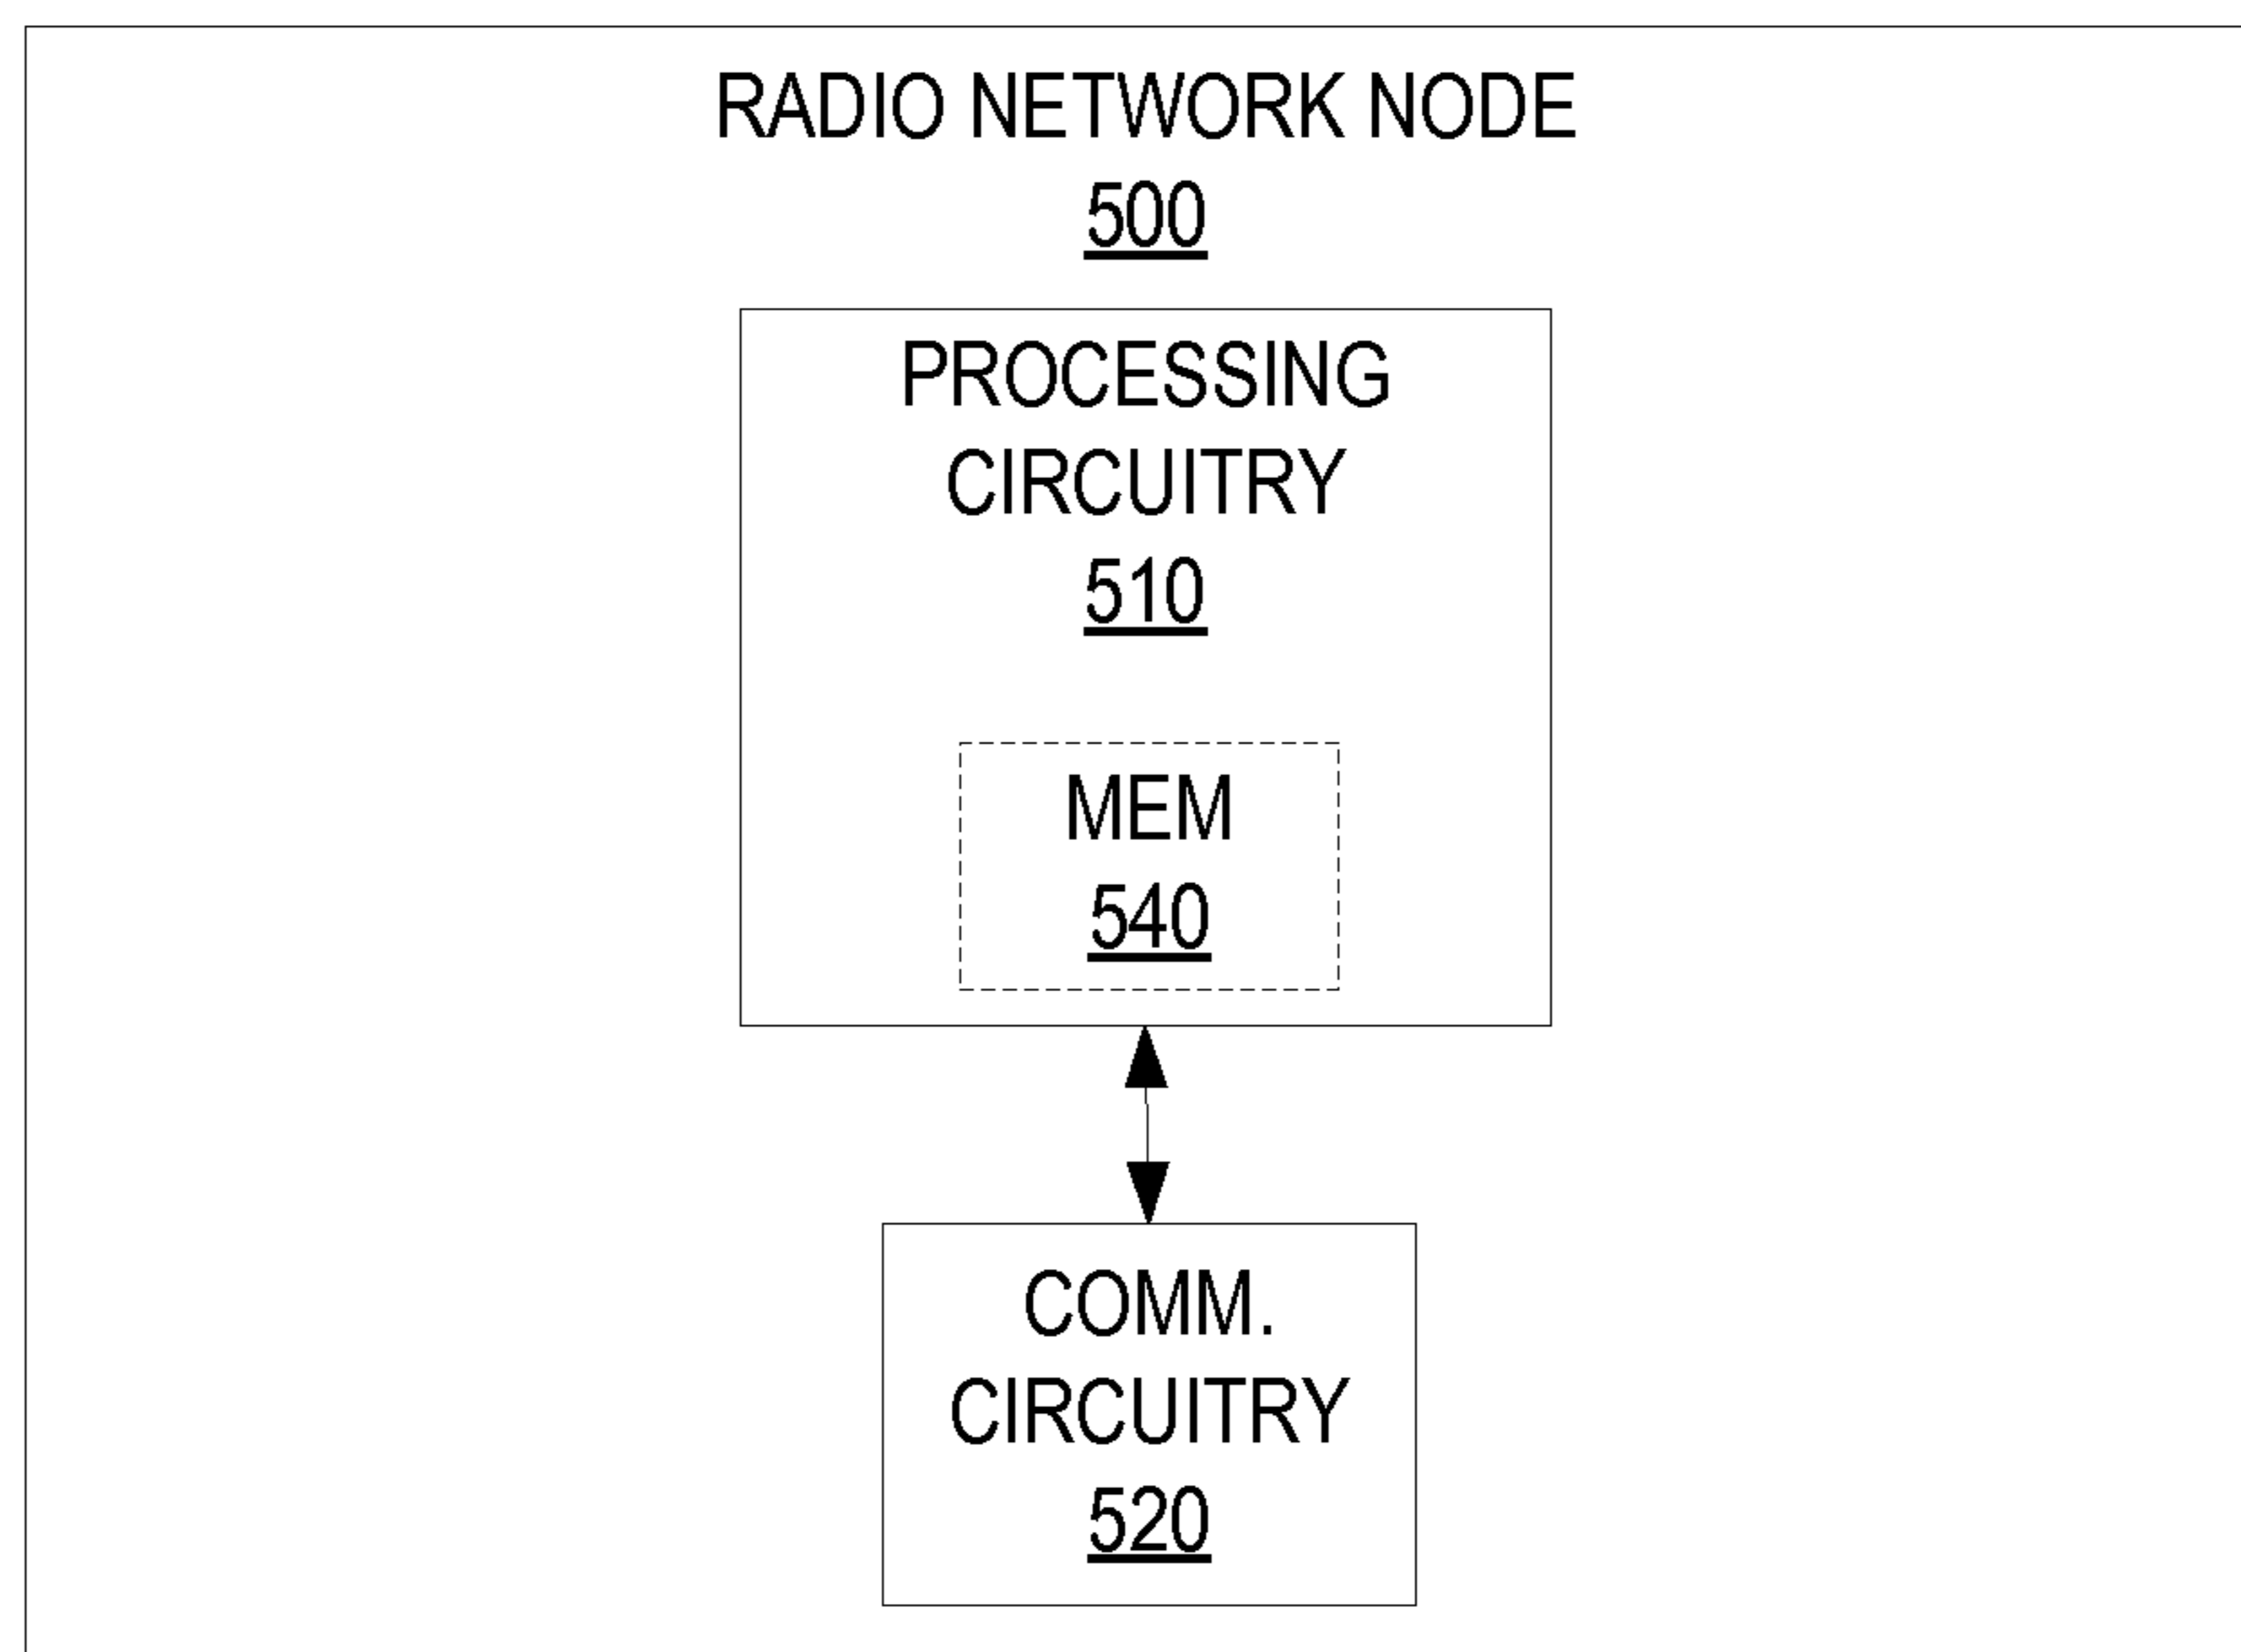 RADIO NETWORK NODE
500
PROCESSING
CIRCUITRY
510
MEM
540
COMM.
CIRCUITRY
520